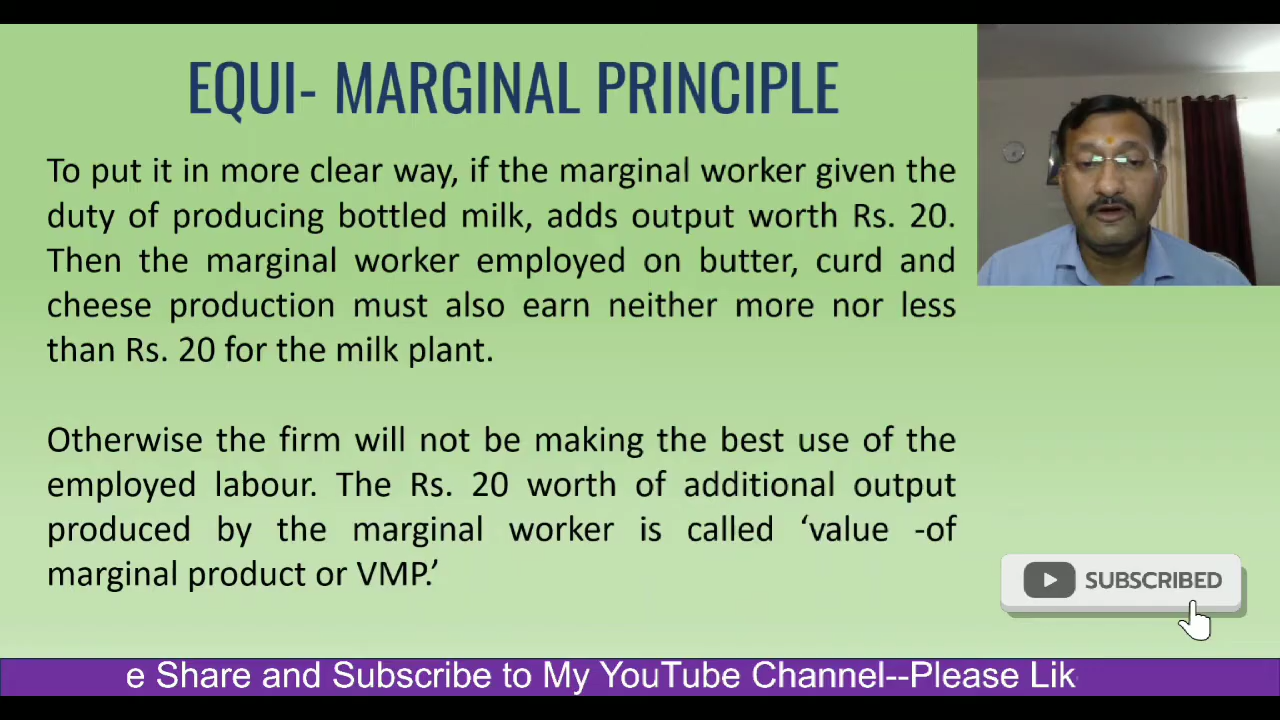 EQUI- MARGINAL PRINCIPLE
To put it in more clear way, if the marginal worker given the
duty of producing bottled milk, adds output worth Rs. 20.
Then the marginal worker employed on butter, curd and
cheese production must also earn neither more nor less
than Rs. 20 for the milk plant.
Otherwise the firm will not be making the best use of the
employed labour. The Rs. 20 worth of additional output
produced by the marginal worker is called ‘value -of
marginal product or VMP.’
SUBSCRIBED
e Share and Subscribe to My YouTube Channel--Please Lik